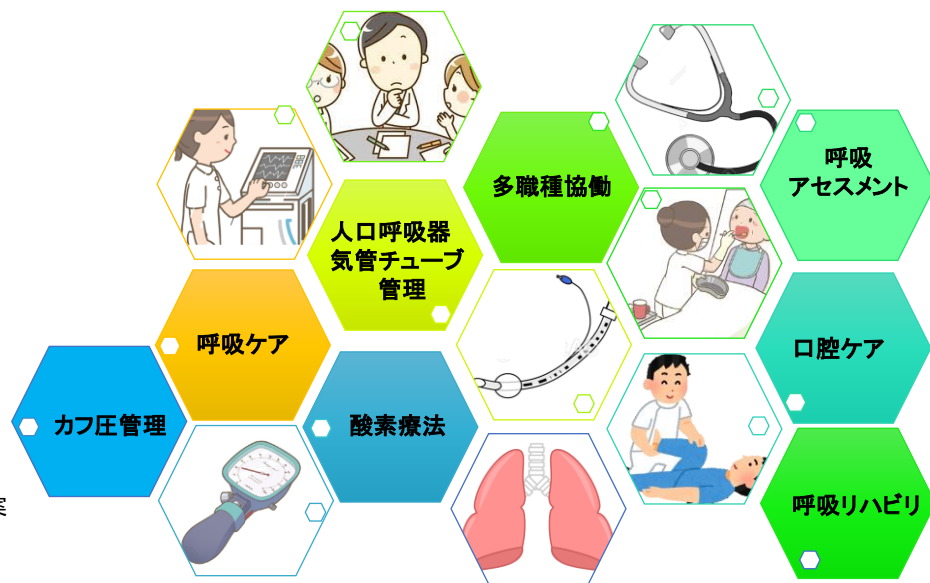 多職種協働
呼吸
アセスメント
人口呼吸器
気管チューブ
管理
呼吸ケア
口腔ケア
カフ圧管理
酸素療法
呼吸リハビリ